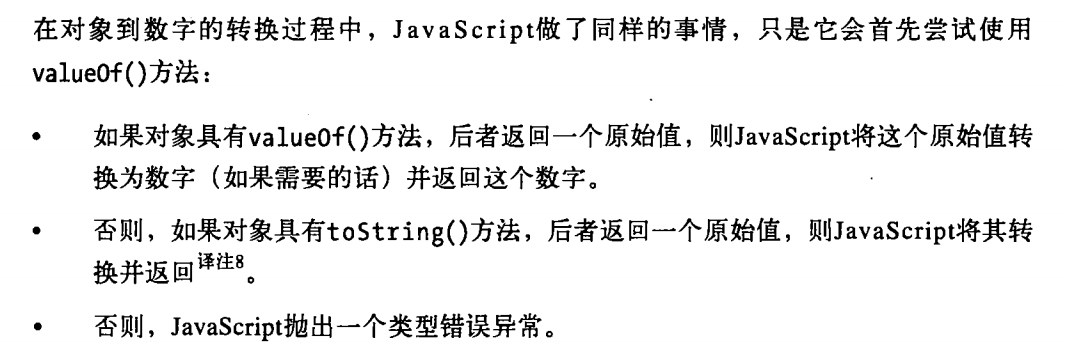 在对象到数字的转换过程中，JavaScript做了同样的事情，只是它会首先尝试使用
valueOf()方法：
• 如果对象具有valueOf()方法，后者返回一个原始值，则JavaScript将这个原始值转
换为数字（如果需要的话）并返回这个数字。
• 否则，如果对象具有toString()方法，后者返回一个原始值，则JavaScript将其转
换并返回译注8。
• 否则，JavaScript抛出一个类型错误异常。